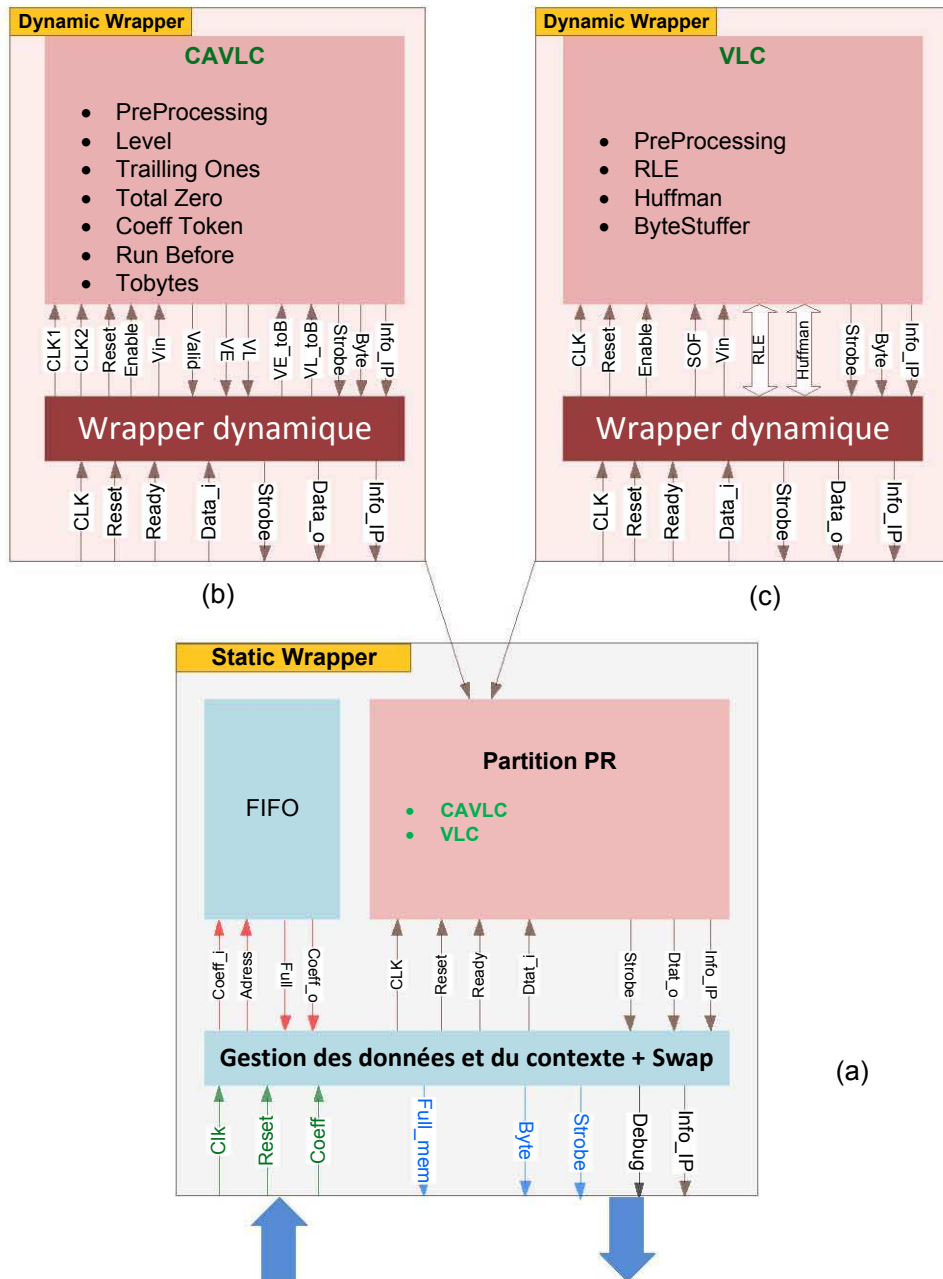 Dynamic Wrapper
CAVLC
• PreProcessing
• Level
• Trailling Ones
• Total Zero
• Coeff Token
• Run Before
• Tobytes
CLK1
CLK2
Reset
Enable
Vin
Valid
VE
VL
VE_toB
VL_toB
Strobe
Byte
Info_IP
Wrapper dynamique
CLK
Reset
Ready
Data_i
Strobe
Data_o
Info_IP
(b)
Dynamic Wrapper
VLC
• PreProcessing
• RLE
• Huffman
• ByteStuffer
CLK
Reset
Enable
SOF
Vin
RLE
Huffman
Strobe
Byte
Info_IP
Wrapper dynamique
CLK
Reset
Ready
Data_i
Strobe
Data_o
Info_IP
(c)
Static Wrapper
FIFO
Partition PR
• CAVLC
• VLC
Coeff_i
Adress
Full
Coeff_o
CLK
Reset
Ready
Dtat_i
Strobe
Dtat_o
Info_IP
Gestion des données et du contexte + Swap
(a)
Clk
Reset
Coeff
Full_mem
Byte
Strobe
Debug
Info_IP